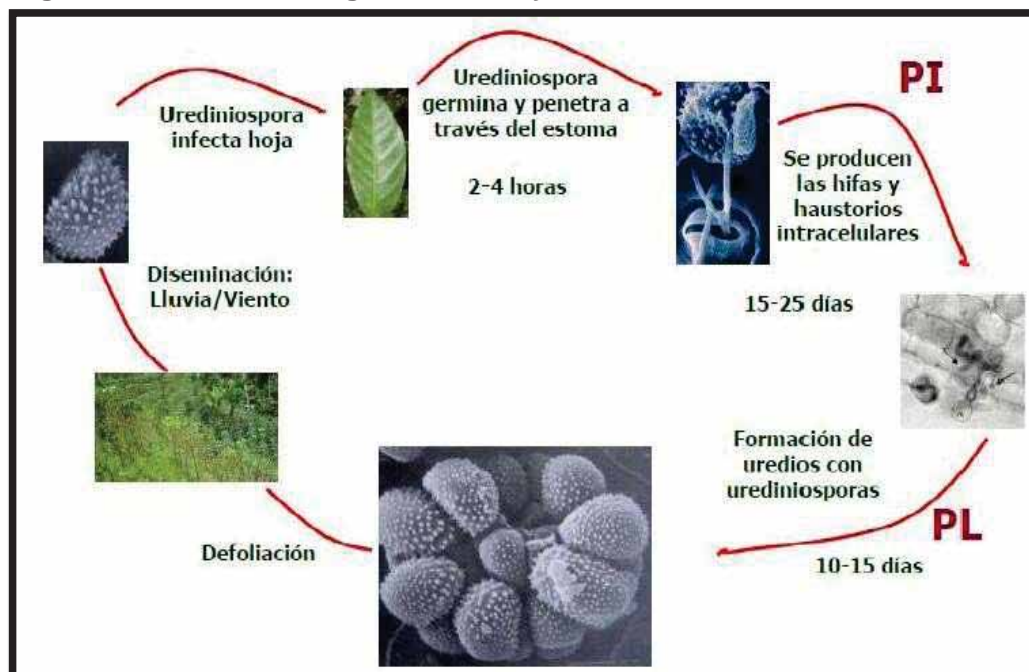 Urediniospora
infecta hoja
Urediniospora
germina y penetra a
través del estoma
2-4 horas
PI
Se producen
las hifas y
haustorios
intracelulares
15-25 días
Formación de
uredios con
urediniosporas
PL
10-15 días
Defoliación
Diseminación:
Lluvia/Viento